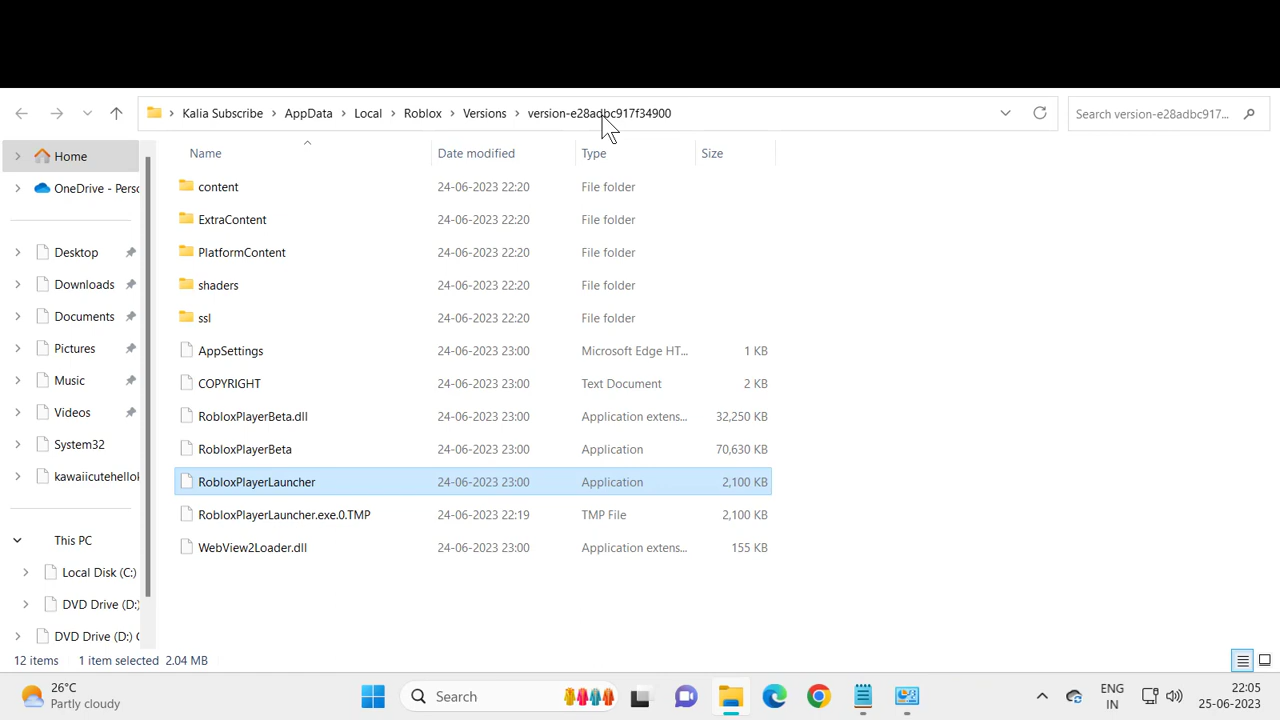 Kalia Subscribe > AppData > Local > Roblox > Versions > version-e28adbc917f34900
Search version-e28adbc917...
Name Date modified Type Size
Home
OneDrive - Perso
Desktop
Downloads
Documents
Pictures
Music
Videos
System32
kawaiicutehellok
This PC
Local Disk (C:)
DVD Drive (D:)
DVD Drive (D:) C
content 24-06-2023 22:20 File folder
ExtraContent 24-06-2023 22:20 File folder
PlatformContent 24-06-2023 22:20 File folder
shaders 24-06-2023 22:20 File folder
ssl 24-06-2023 22:20 File folder
AppSettings 24-06-2023 23:00 Microsoft Edge HT... 1 KB
COPYRIGHT 24-06-2023 23:00 Text Document 2 KB
RobloxPlayerBeta.dll 24-06-2023 23:00 Application extens... 32,250 KB
RobloxPlayerBeta 24-06-2023 23:00 Application 70,630 KB
RobloxPlayerLauncher 24-06-2023 23:00 Application 2,100 KB
RobloxPlayerLauncher.exe.0.TMP 24-06-2023 22:19 TMP File 2,100 KB
WebView2Loader.dll 24-06-2023 23:00 Application extens... 155 KB
12 items 1 item selected 2.04 MB
26°C
Partly cloudy
Search
ENG
IN
22:05
25-06-2023